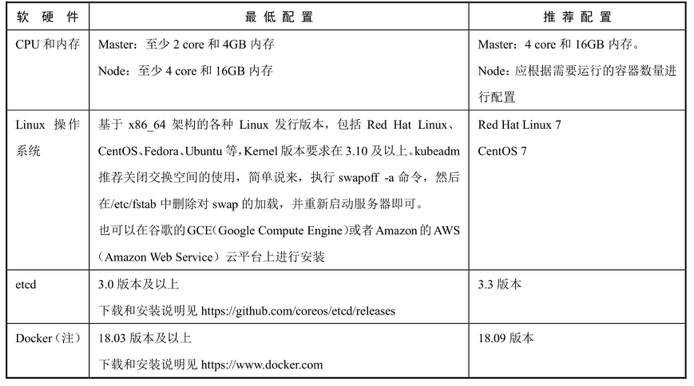 软硬件
最低配置
推荐配置
CPU 和内存
Master：至少 2 core 和 4GB 内存
Node：至少 4 core 和 16GB 内存
Master：4 core 和 16GB 内存。
Node：应根据需要运行的容器数量进
行配置
Linux 操作
系统
基于 x86_64 架构的各种 Linux 发行版本，包括 Red Hat Linux、
CentOS、Fedora、Ubuntu 等，Kernel 版本要求在 3.10 及以上。kubeadm
推荐关闭交换空间的使用，简单说来，执行 swapoff -a 命令，然后
在/etc/fstab 中删除对 swap 的加载，并重新启动服务器即可。
也可以在谷歌的 GCE（Google Compute Engine）或者 Amazon 的 AWS
（Amazon Web Service）云平台上进行安装
Red Hat Linux 7
CentOS 7
etcd
3.0 版本及以上
下载和安装说明见 https://github.com/coreos/etcd/releases
3.3 版本
Docker（注）
18.03 版本及以上
下载和安装说明见 https://www.docker.com
18.09 版本